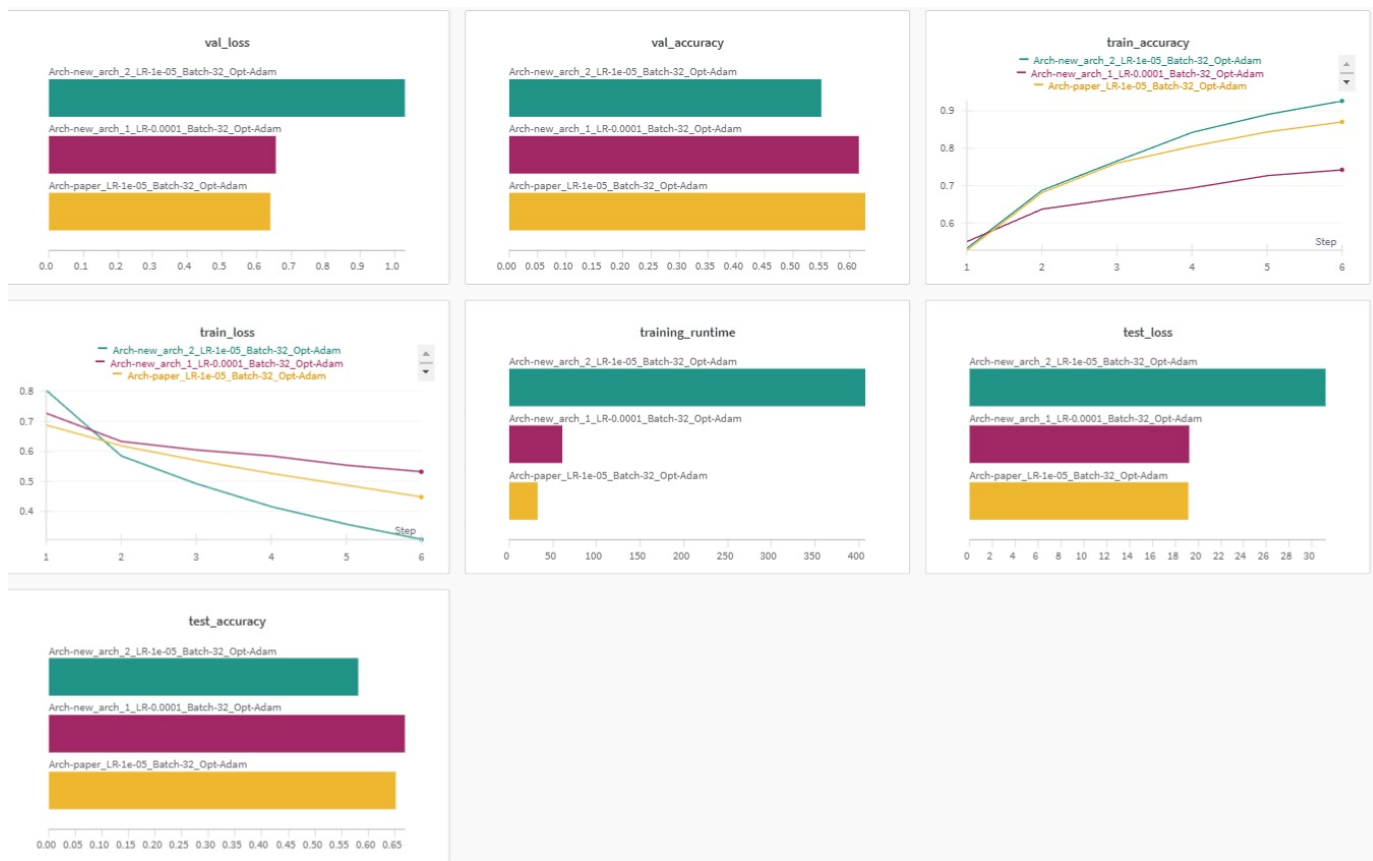 val_loss
Arch-new_arch_2_LR-1e-05_Batch-32_Opt-Adam
Arch-new_arch_1_LR-0.0001_Batch-32_Opt-Adam
Arch-paper_LR-1e-05_Batch-32_Opt-Adam
0.0 0.1 0.2 0.3 0.4 0.5 0.6 0.7 0.8 0.9 1.0
val_accuracy
Arch-new_arch_2_LR-1e-05_Batch-32_Opt-Adam
Arch-new_arch_1_LR-0.0001_Batch-32_Opt-Adam
Arch-paper_LR-1e-05_Batch-32_Opt-Adam
0.00 0.05 0.10 0.15 0.20 0.25 0.30 0.35 0.40 0.45 0.50 0.55 0.60
train_accuracy
Arch-new_arch_2_LR-1e-05_Batch-32_Opt-Adam
Arch-new_arch_1_LR-0.0001_Batch-32_Opt-Adam
Arch-paper_LR-1e-05_Batch-32_Opt-Adam
0.9
0.8
0.7
0.6
Step
1 2 3 4 5 6
train_loss
Arch-new_arch_2_LR-1e-05_Batch-32_Opt-Adam
Arch-new_arch_1_LR-0.0001_Batch-32_Opt-Adam
Arch-paper_LR-1e-05_Batch-32_Opt-Adam
0.8
0.7
0.6
0.5
0.4
Step
1 2 3 4 5 6
training_runtime
Arch-new_arch_2_LR-1e-05_Batch-32_Opt-Adam
Arch-new_arch_1_LR-0.0001_Batch-32_Opt-Adam
Arch-paper_LR-1e-05_Batch-32_Opt-Adam
0 50 100 150 200 250 300 350 400
test_loss
Arch-new_arch_2_LR-1e-05_Batch-32_Opt-Adam
Arch-new_arch_1_LR-0.0001_Batch-32_Opt-Adam
Arch-paper_LR-1e-05_Batch-32_Opt-Adam
0 2 4 6 8 10 12 14 16 18 20 22 24 26 28 30
test_accuracy
Arch-new_arch_2_LR-1e-05_Batch-32_Opt-Adam
Arch-new_arch_1_LR-0.0001_Batch-32_Opt-Adam
Arch-paper_LR-1e-05_Batch-32_Opt-Adam
0.00 0.05 0.10 0.15 0.20 0.25 0.30 0.35 0.40 0.45 0.50 0.55 0.60 0.65